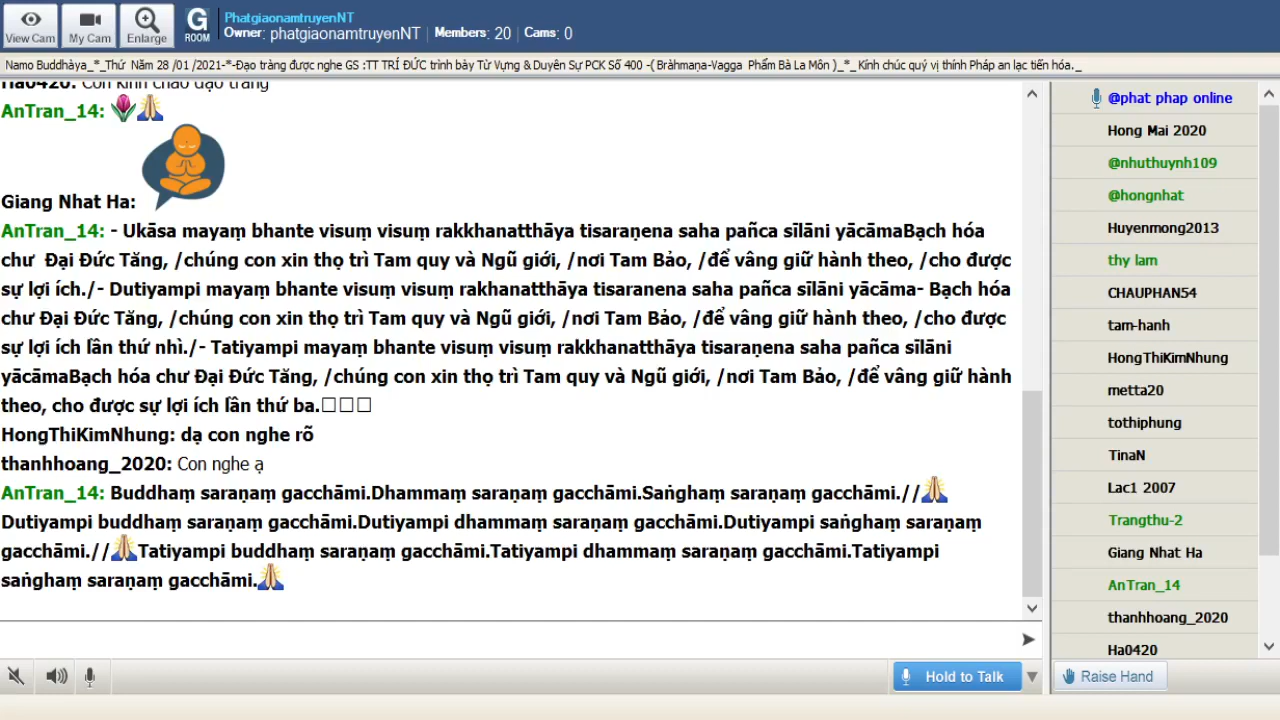 View Cam
My Cam
Enlarge
G
ROOM
PhatgiaonamtruyenNT
Owner: phatgiaonamtruyenNT | Members: 20 | Cams: 0
Namo Buddhàya_*_Thứ Năm 28 /01 /2021-*-Đạo tràng được nghe GS :TT TRÍ ĐỨC trình bày Từ Vựng & Duyên Sự PCK Số 400 -( Bràhmaṇa-Vagga Phẩm Bà La Môn )_*_ Kính chúc quý vị thính Pháp an lạc tiến hóa._
Ha0420: Con kính chào đạo tràng
AnTran_14:
Giang Nhat Ha:
AnTran_14: - Ukāsa mayaṃ bhante visuṃ visuṃ rakkhanatthāya tisaraṇena saha pañca sīlāni yācāmaBạch hóa
chư Đại Đức Tăng, /chúng con xin thọ trì Tam quy và Ngũ giới, /nơi Tam Bảo, /để vâng giữ hành theo, /cho được
sự lợi ích./- Dutiyampi mayaṃ bhante visuṃ visuṃ rakhanatthāya tisaranena saha pañca sīlāni yācāma- Bạch hóa
chư Đại Đức Tăng, /chúng con xin thọ trì Tam quy và Ngũ giới, /nơi Tam Bảo, /để vâng giữ hành theo, /cho được
sự lợi ích lần thứ nhì./- Tatiyampi mayaṃ bhante visuṃ visuṃ rakkhanatthāya tisaraṇena saha pañca sīlāni
yācāmaBạch hóa chư Đại Đức Tăng, /chúng con xin thọ trì Tam quy và Ngũ giới, /nơi Tam Bảo, /để vâng giữ hành
theo, cho được sự lợi ích lần thứ ba.□□□
HongThiKimNhung: dạ con nghe rõ
thanhhoang_2020: Con nghe ạ
AnTran_14: Buddhaṃ saraṇaṃ gacchāmi.Dhammaṃ saraṇaṃ gacchāmi.Saṅghaṃ saraṇaṃ gacchāmi.//
Dutiyampi buddhaṃ saraṇaṃ gacchāmi.Dutiyampi dhammaṃ saraṇaṃ gacchāmi.Dutiyampi saṅghaṃ saraṇaṃ
gacchāmi.//Tatiyampi buddhaṃ saraṇaṃ gacchāmi.Tatiyampi dhammaṃ saraṇaṃ gacchāmi.Tatiyampi
saṅghaṃ saraṇaṃ gacchāmi.
@phat phap online
Hong Mai 2020
@nhuthuynh109
@hongnhat
Huyenmong2013
thy lam
CHAUPHAN54
tam-hanh
HongThiKimNhung
metta20
tothiphung
TinaN
Lac1 2007
Trangthu-2
Giang Nhat Ha
AnTran_14
thanhhoang_2020
Ha0420
Hold to Talk
Raise Hand